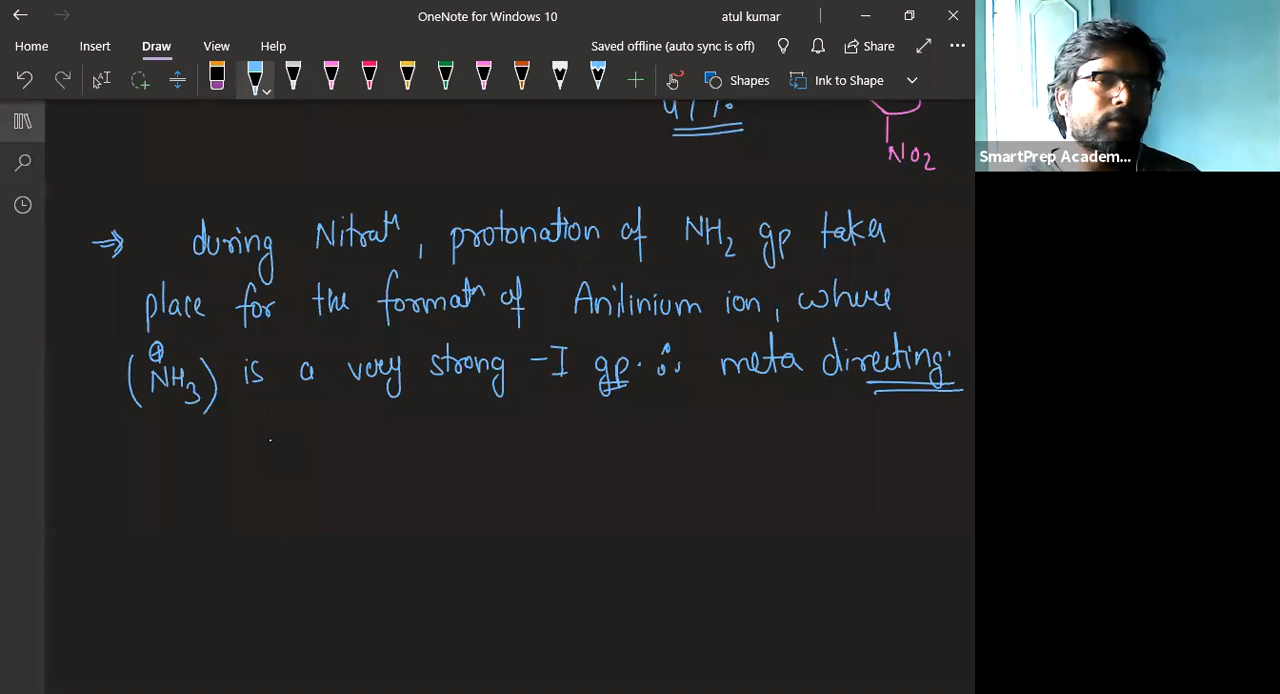 OneNote for Windows 10
atul kumar
Home
Insert
Draw
View
Help
Saved offline (auto sync is off)
Share
Shapes
Ink to Shape
SmartPrep Academ...
NO2
⇒ during Nitratn, protonation of NH2 gp takes
place for the formatn of Anilinium ion, where
(⊕NH3) is a very strong -I gp. ∴ meta directing.